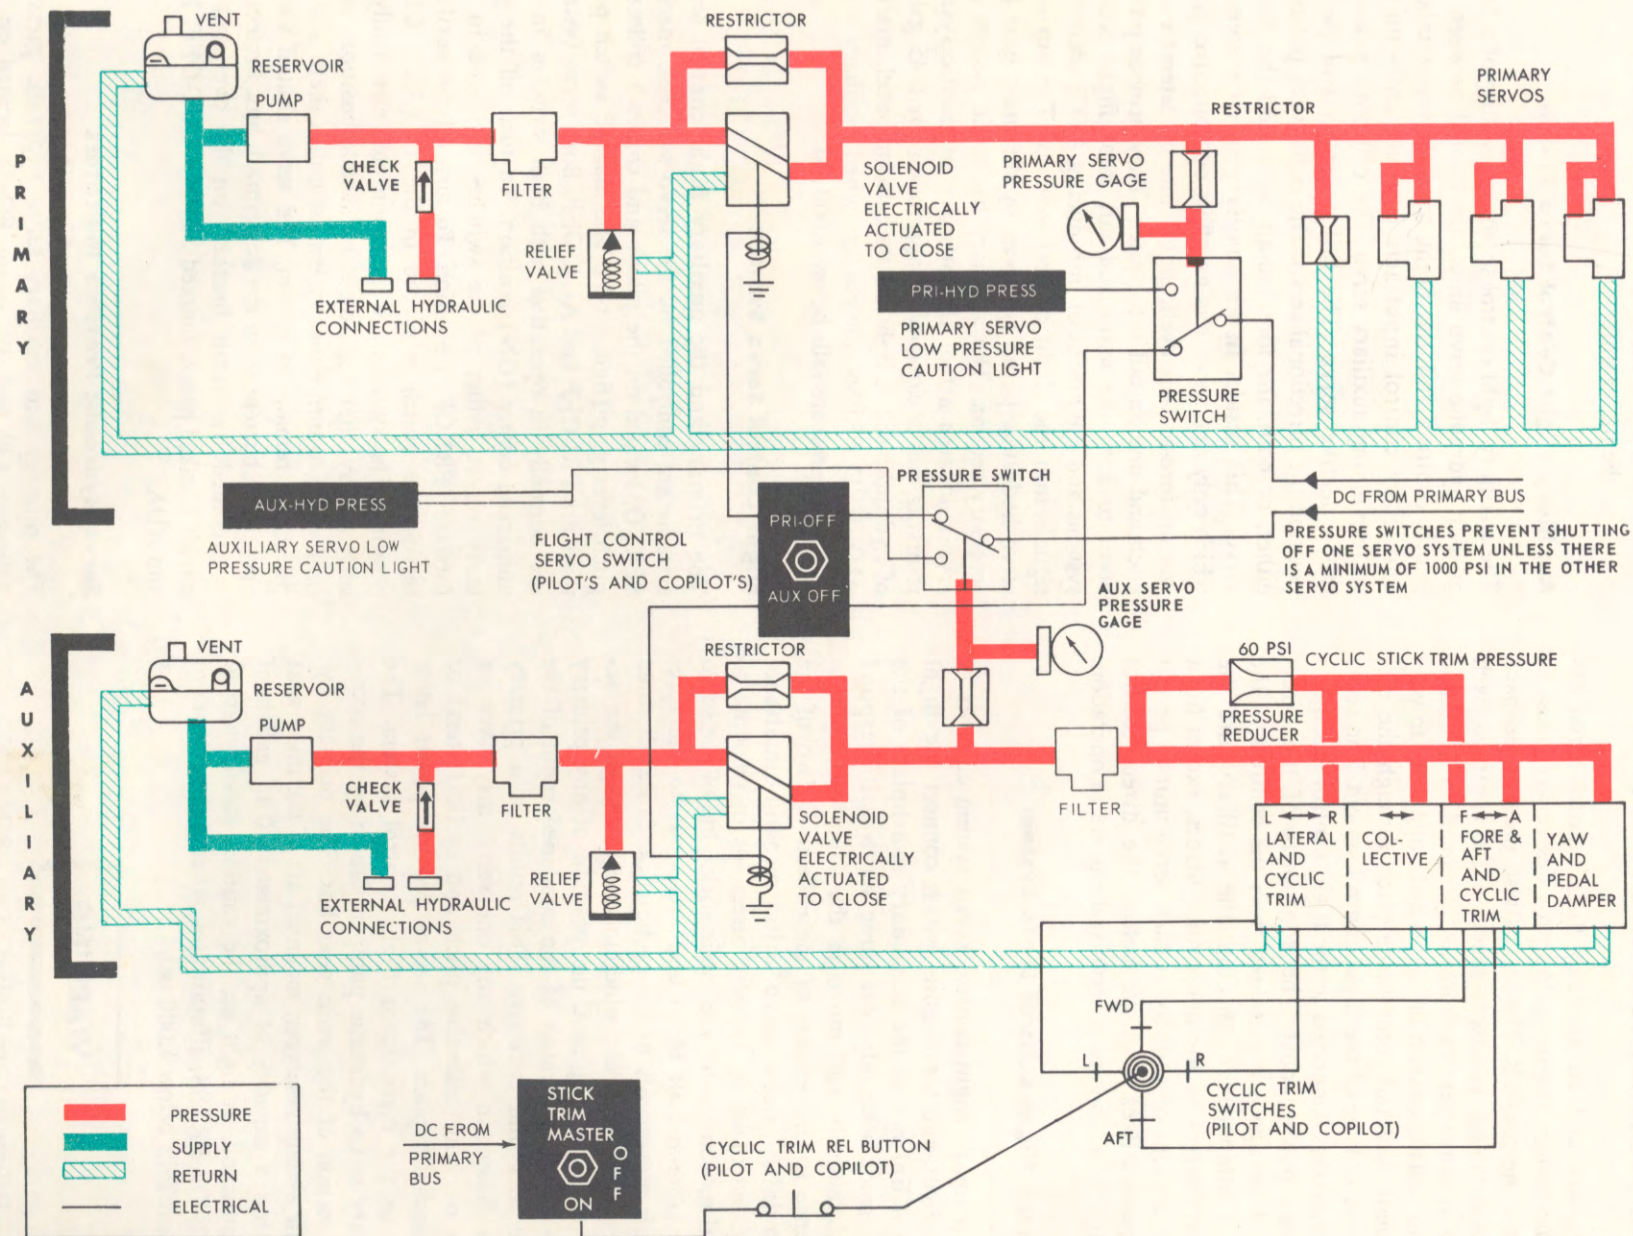 PRIMARY
VENT
RESERVOIR
PUMP
CHECK
VALVE
FILTER
EXTERNAL HYDRAULIC
CONNECTIONS
RESTRICTOR
RELIEF
VALVE
SOLENOID
VALVE
ELECTRICALLY
ACTUATED
TO CLOSE
PRIMARY SERVO
PRESSURE GAGE
RESTRICTOR
PRIMARY
SERVOS
PRI-HYD PRESS
PRIMARY SERVO
LOW PRESSURE
CAUTION LIGHT
PRESSURE
SWITCH
AUX-HYD PRESS
AUXILIARY SERVO LOW
PRESSURE CAUTION LIGHT
FLIGHT CONTROL
SERVO SWITCH
(PILOT'S AND COPILOT'S)
PRI-OFF
AUX OFF
PRESSURE SWITCH
DC FROM PRIMARY BUS
PRESSURE SWITCHES PREVENT SHUTTING
OFF ONE SERVO SYSTEM UNLESS THERE
IS A MINIMUM OF 1000 PSI IN THE OTHER
SERVO SYSTEM
AUX SERVO
PRESSURE
GAGE
AUXILIARY
VENT
RESERVOIR
PUMP
CHECK
VALVE
FILTER
EXTERNAL HYDRAULIC
CONNECTIONS
RESTRICTOR
RELIEF
VALVE
SOLENOID
VALVE
ELECTRICALLY
ACTUATED
TO CLOSE
FILTER
60 PSI
CYCLIC STICK TRIM PRESSURE
PRESSURE
REDUCER
L R
LATERAL
AND
CYCLIC
TRIM
COL-
LECTIVE
F A
FORE &
AFT
AND
CYCLIC
TRIM
YAW
AND
PEDAL
DAMPER
FWD
L
R
AFT
CYCLIC TRIM
SWITCHES
(PILOT AND COPILOT)
PRESSURE
SUPPLY
RETURN
ELECTRICAL
DC FROM
PRIMARY
BUS
STICK
TRIM
MASTER
OFF
ON
CYCLIC TRIM REL BUTTON
(PILOT AND COPILOT)